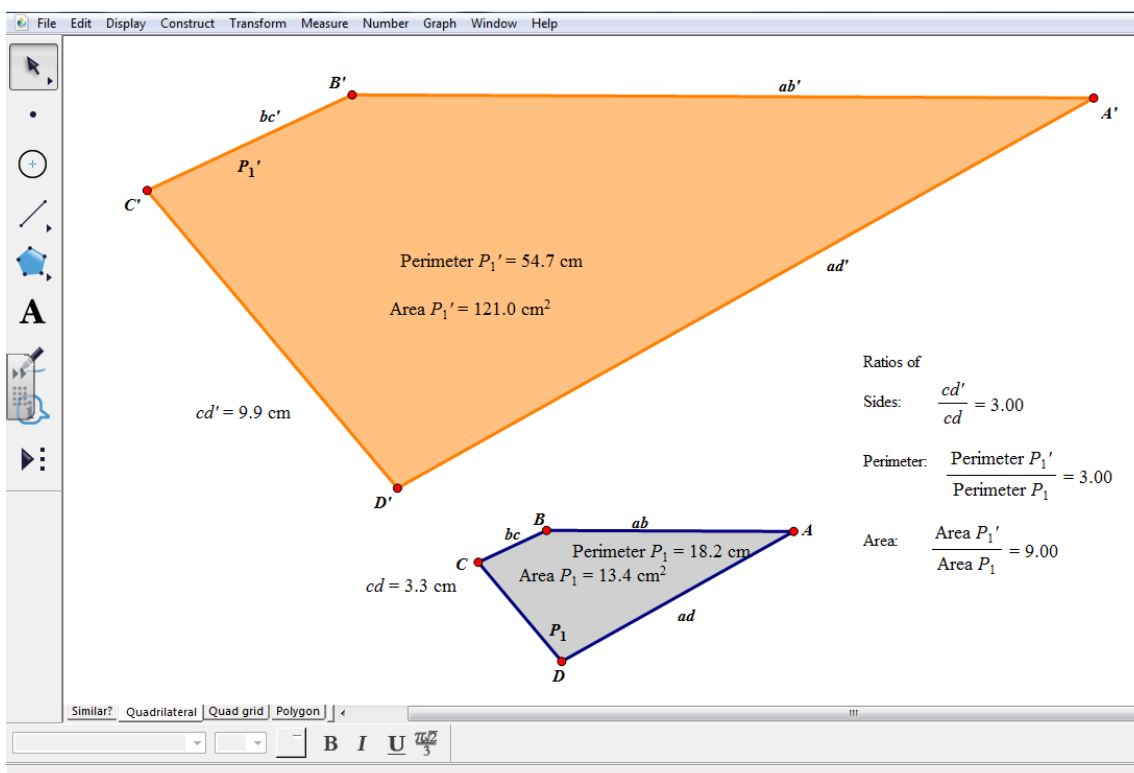 File Edit Display Construct Transform Measure Number Graph Window Help
B'
ab'
A'
bc'
P₁'
C'
A
Perimeter P₁' = 54.7 cm
ad'
Area P₁' = 121.0 cm²
Ratios of
Sides: cd'/cd = 3.00
cd' = 9.9 cm
Perimeter: Perimeter P₁'/Perimeter P₁ = 3.00
D'
B
ab
A
bc
Perimeter P₁ = 18.2 cm
Area: Area P₁'/Area P₁ = 9.00
C
Area P₁ = 13.4 cm²
cd = 3.3 cm
ad
P₁
D
Similar? Quadrilateral Quad grid Polygon
B I U π√2/3